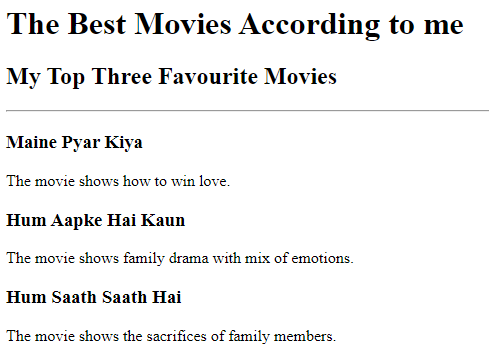 The Best Movies According to me
My Top Three Favourite Movies
Maine Pyar Kiya
The movie shows how to win love.
Hum Aapke Hai Kaun
The movie shows family drama with mix of emotions.
Hum Saath Saath Hai
The movie shows the sacrifices of family members.